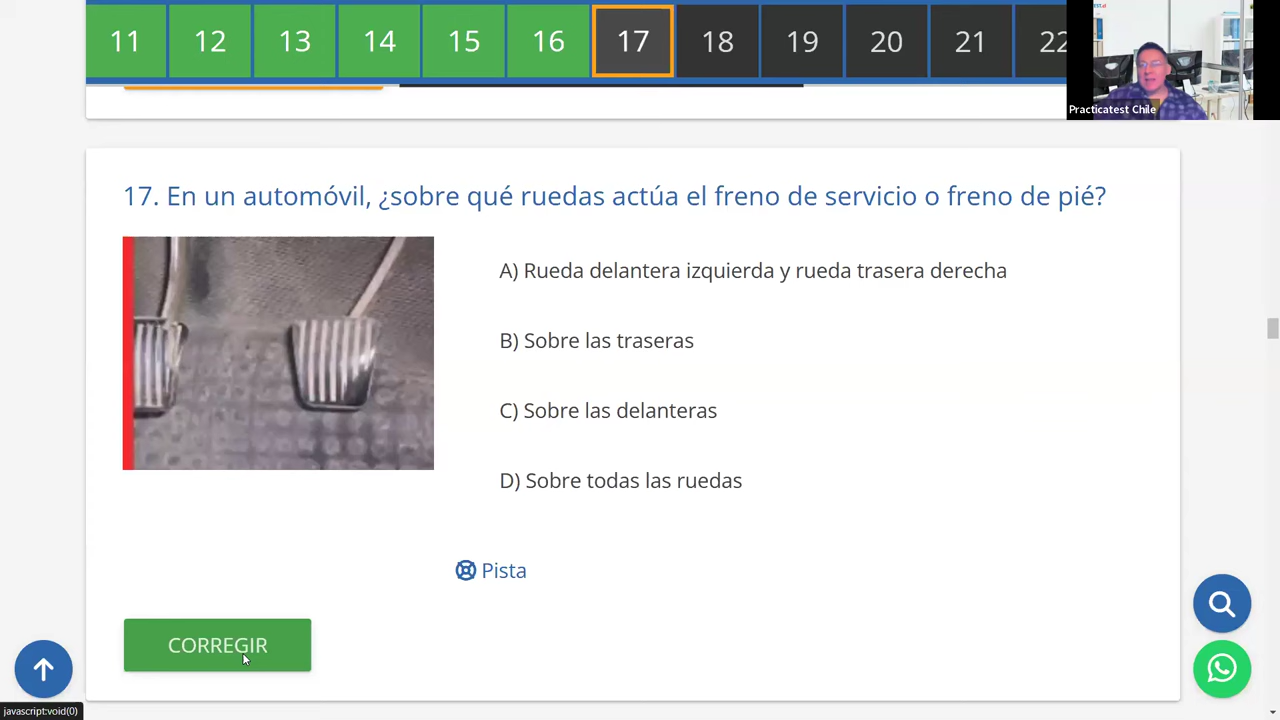 11 12 13 14 15 16 17 18 19 20 21 22
Practicatest Chile
17. En un automóvil, ¿sobre qué ruedas actúa el freno de servicio o freno de pié?
A) Rueda delantera izquierda y rueda trasera derecha
B) Sobre las traseras
C) Sobre las delanteras
D) Sobre todas las ruedas
Pista
CORREGIR
javascript:void(0)